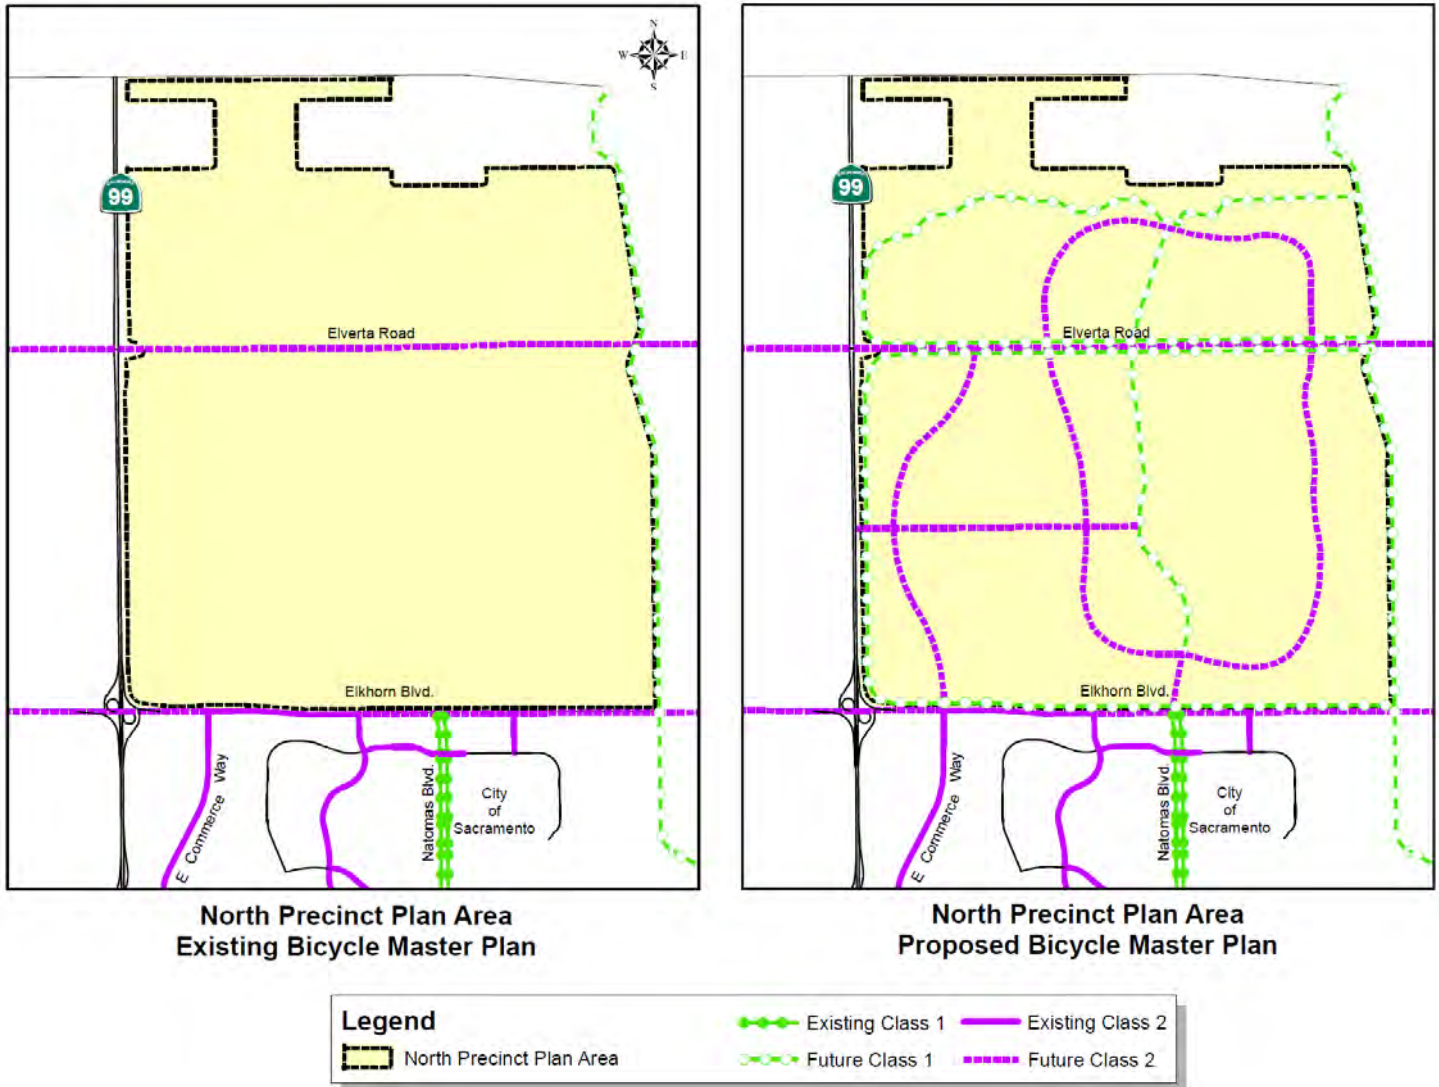 N
W E
S
99
Elverta Road
Elkhorn Blvd.
E Commerce Way
Natomas Blvd.
City
of
Sacramento
North Precinct Plan Area
Existing Bicycle Master Plan
99
Elverta Road
Elkhorn Blvd.
E Commerce Way
Natomas Blvd.
City
of
Sacramento
North Precinct Plan Area
Proposed Bicycle Master Plan
Legend
North Precinct Plan Area
Existing Class 1
Future Class 1
Existing Class 2
Future Class 2